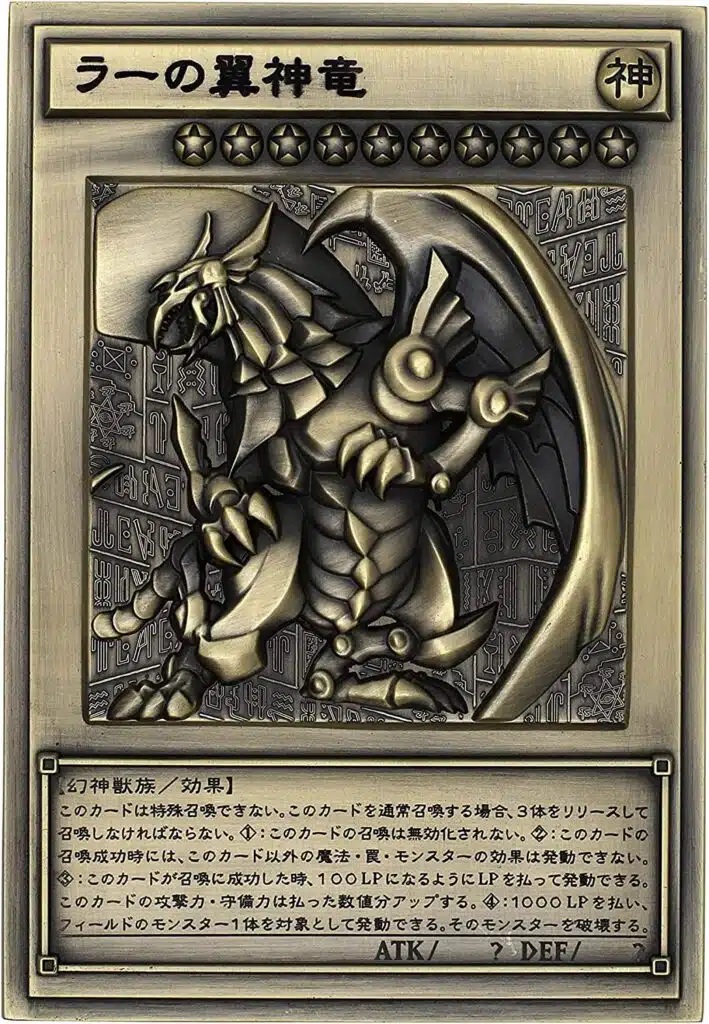 ラーの翼神竜
神
【幻神獣族／効果】
このカードは特殊召喚できない。このカードを通常召喚する場合、３体をリリースして
召喚しなければならない。①：このカードの召喚は無効化されない。②：このカードの
召喚成功時には、このカード以外の魔法・罠・モンスターの効果は発動できない。
③：このカードが召喚に成功した時、１００LPになるようにLPを払って発動できる。
このカードの攻撃力・守備力は払った数値分アップする。④：１０００LPを払い、
フィールドのモンスター１体を対象として発動できる。そのモンスターを破壊する。
ATK/ ? DEF/ ?